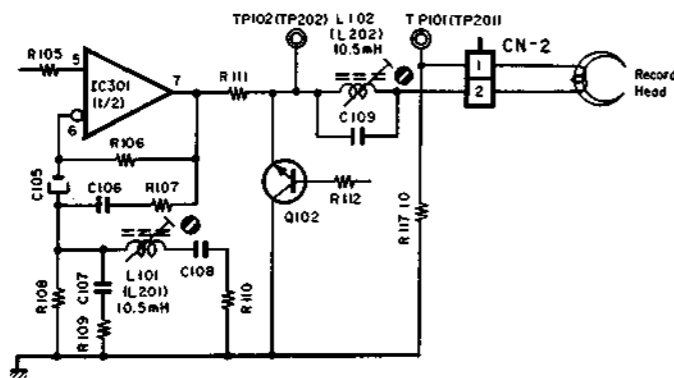 TP102(TP202)
L102
(L202)
10.5mH
TP101(TP201)
CN-2
R105
5
IC301
(1/2)
7
6
R111
C109
1
2
Record
Head
R106
C105
C106
R107
Q102
R112
R117 10
L101
(L201)
10.5mH
C108
R108
C107
R109
R110